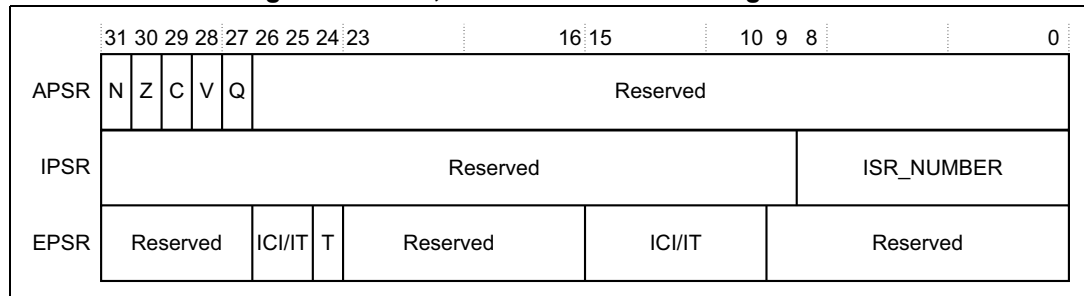 31 30 29 28 27 26 25 24 23 16 15 10 9 8 0
APSR N Z C V Q Reserved
IPSR Reserved ISR_NUMBER
EPSR Reserved ICI/IT T Reserved ICI/IT Reserved